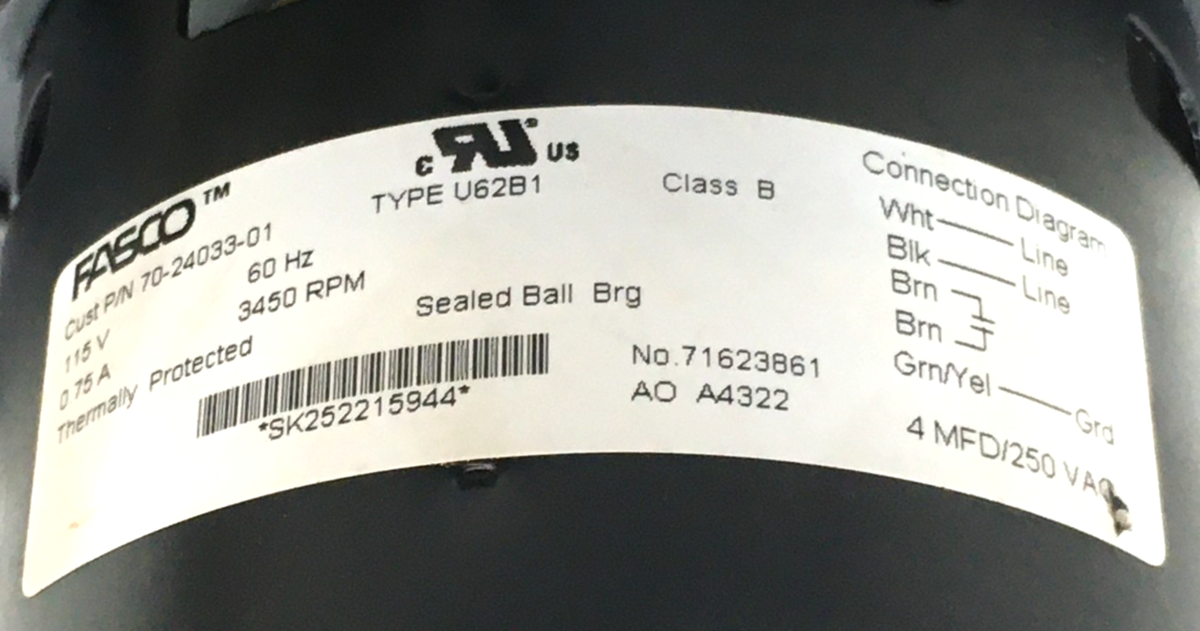 FASCO™
Cust P/N 70-24033-01
115 V 60 Hz
0.75 A 3450 RPM
Thermally Protected
*SK252215944*
c RU US
TYPE U62B1
Class B
Sealed Ball Brg
No.71623861
AO A4322
Connection Diagram
Wht Line
Blk Line
Brn
Brn
Grn/Yel Grd
4 MFD/250 VAC